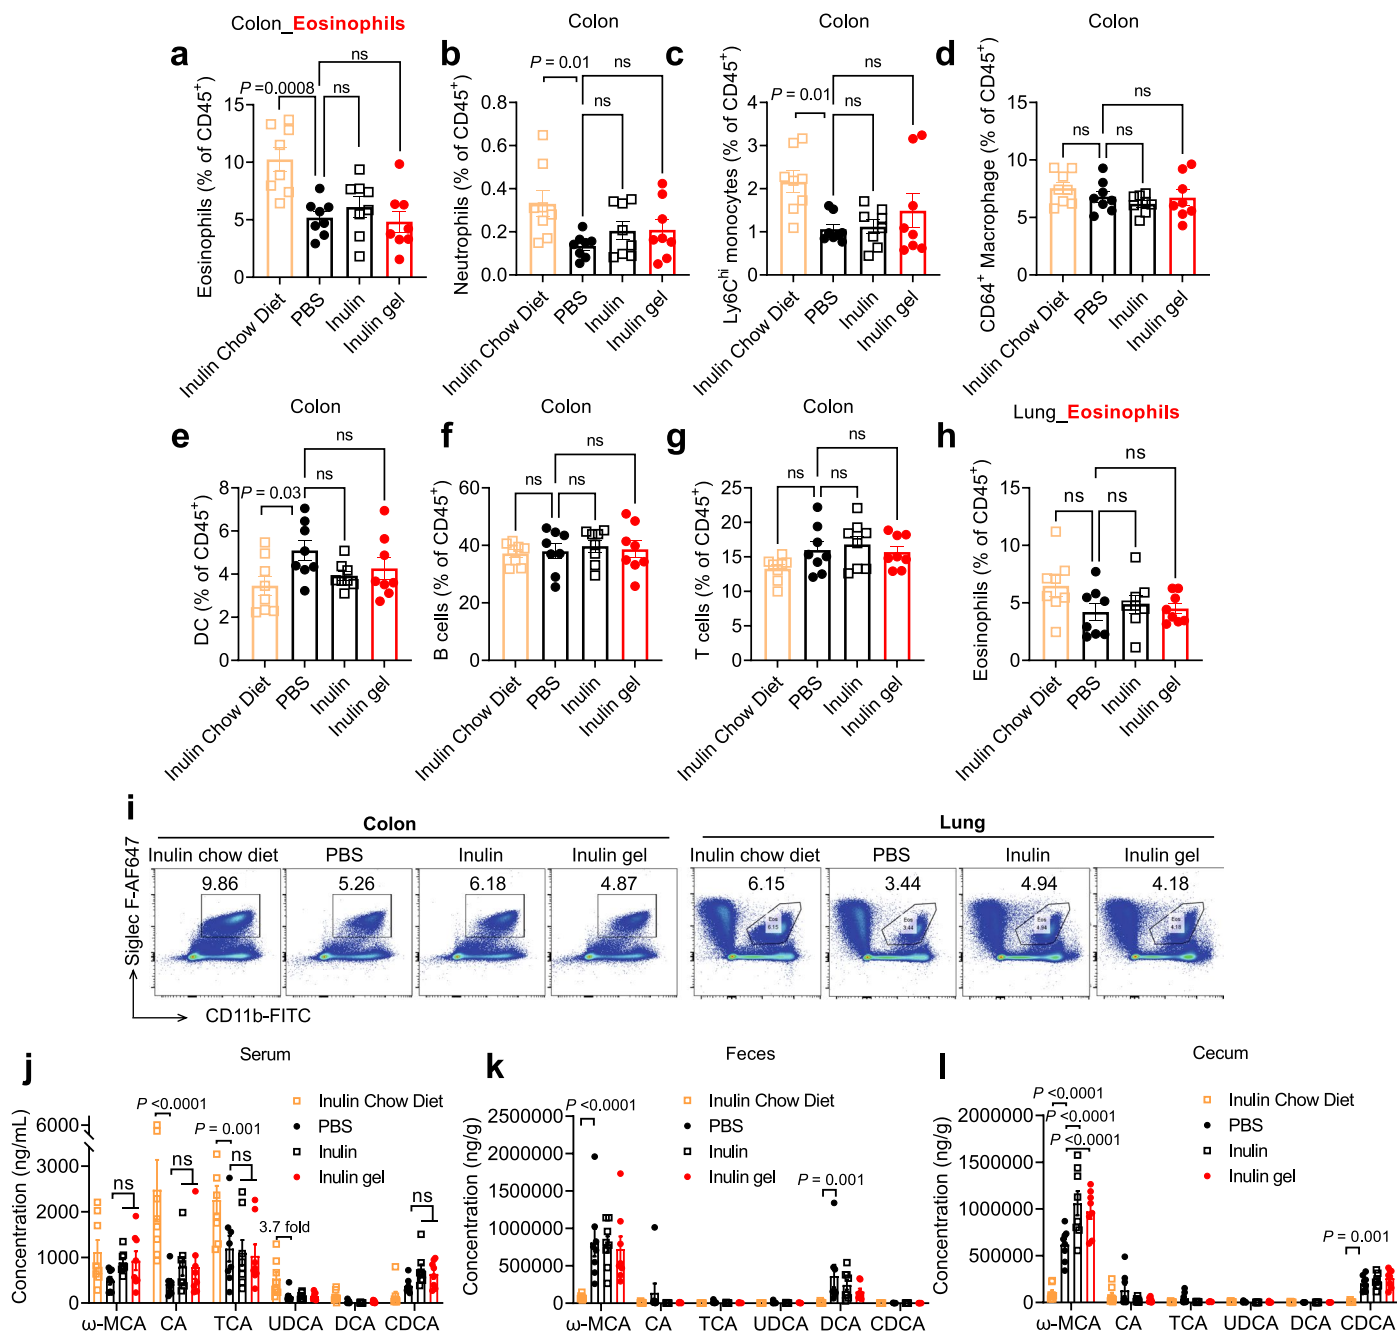 a
Colon_Eosinophils
Eosinophils (% of CD45+)
15
10
5
0
P =0.0008
ns
ns
Inulin Chow Diet
PBS
Inulin
Inulin gel
b
Colon
Neutrophils (% of CD45+)
0.8
0.6
0.4
0.2
0.0
P = 0.01
ns
ns
Inulin Chow Diet
PBS
Inulin
Inulin gel
c
Colon
Ly6Chi monocytes (% of CD45+)
4
3
2
1
0
P = 0.01
ns
ns
Inulin Chow Diet
PBS
Inulin
Inulin gel
d
Colon
CD64+ Macrophage (% of CD45+)
15
10
5
0
ns
ns
ns
Inulin Chow Diet
PBS
Inulin
Inulin gel
e
Colon
DC (% of CD45+)
8
6
4
2
0
P = 0.03
ns
ns
Inulin Chow Diet
PBS
Inulin
Inulin gel
f
Colon
B cells (% of CD45+)
60
40
20
0
ns
ns
ns
Inulin Chow Diet
PBS
Inulin
Inulin gel
g
Colon
T cells (% of CD45+)
25
20
15
10
5
0
ns
ns
ns
Inulin Chow Diet
PBS
Inulin
Inulin gel
h
Lung_Eosinophils
Eosinophils (% of CD45+)
15
10
5
0
ns
ns
ns
Inulin Chow Diet
PBS
Inulin
Inulin gel
i
Colon
Inulin chow diet
PBS
Inulin
Inulin gel
9.86
5.26
6.18
4.87
Lung
Inulin chow diet
PBS
Inulin
Inulin gel
6.15
3.44
4.94
4.18
Eos
6.15
Eos
3.44
Eos
4.94
Eos
4.18
Siglec F-AF647
CD11b-FITC
j
Serum
Concentration (ng/mL)
6000
3000
2000
1000
0
P <0.0001
P = 0.001
ns
ns
ns
ns
3.7 fold
Inulin Chow Diet
PBS
Inulin
Inulin gel
ω-MCA
CA
TCA
UDCA
DCA
CDCA
k
Feces
Concentration (ng/g)
2500000
2000000
1500000
1000000
500000
0
P <0.0001
P = 0.001
Inulin Chow Diet
PBS
Inulin
Inulin gel
ω-MCA
CA
TCA
UDCA
DCA
CDCA
l
Cecum
Concentration (ng/g)
2000000
1500000
1000000
500000
0
P <0.0001
P <0.0001
P <0.0001
P = 0.001
Inulin Chow Diet
PBS
Inulin
Inulin gel
ω-MCA
CA
TCA
UDCA
DCA
CDCA